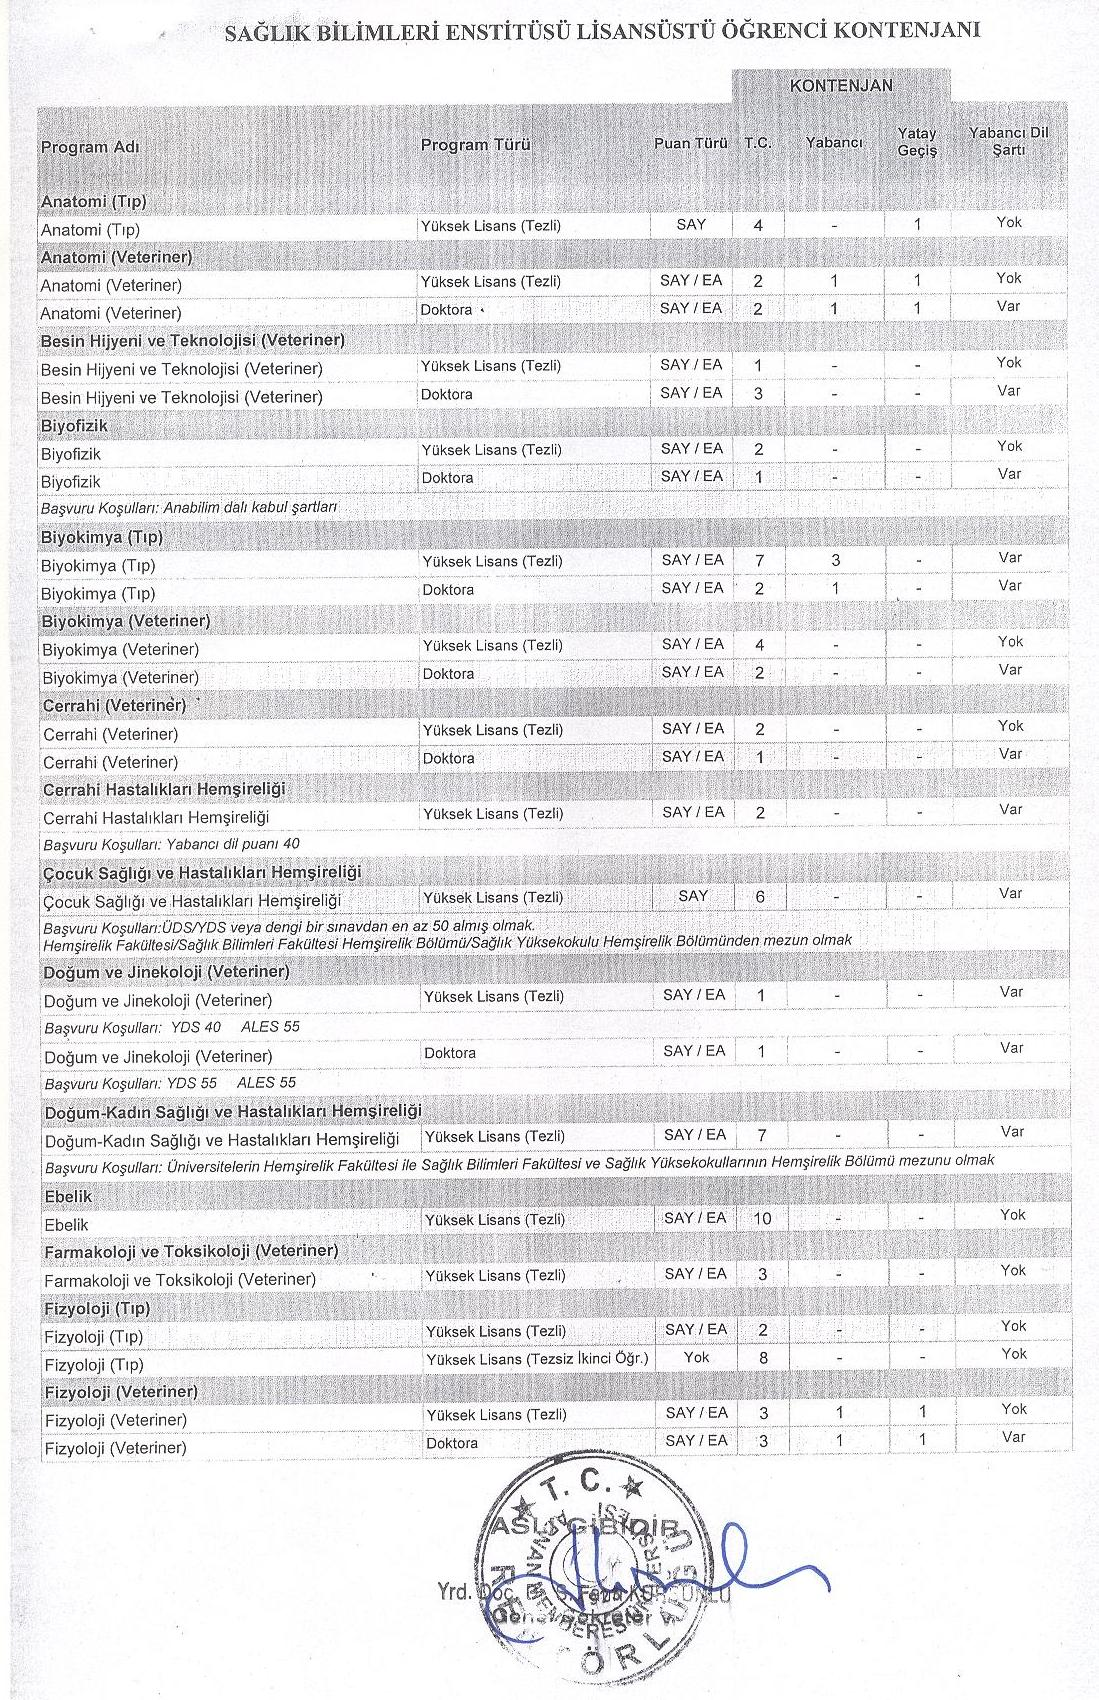 SAĞLIK BİLİMLERİ ENSTİTÜSÜ LİSANSÜSTÜ ÖĞRENCİ KONTENJANI
KONTENJAN
Program Adı Program Türü Puan Türü T.C. Yabancı Yatay Geçiş Yabancı Dil Şartı
Anatomi (Tıp)
Anatomi (Tıp) Yüksek Lisans (Tezli) SAY 4 - 1 Yok
Anatomi (Veteriner)
Anatomi (Veteriner) Yüksek Lisans (Tezli) SAY / EA 2 1 1 Yok
Anatomi (Veteriner) Doktora SAY / EA 2 1 1 Var
Besin Hijyeni ve Teknolojisi (Veteriner)
Besin Hijyeni ve Teknolojisi (Veteriner) Yüksek Lisans (Tezli) SAY / EA 1 - - Yok
Besin Hijyeni ve Teknolojisi (Veteriner) Doktora SAY / EA 3 - - Var
Biyofizik
Biyofizik Yüksek Lisans (Tezli) SAY / EA 2 - - Yok
Biyofizik Doktora SAY / EA 1 - - Var
Başvuru Koşulları: Anabilim dalı kabul şartları
Biyokimya (Tıp)
Biyokimya (Tıp) Yüksek Lisans (Tezli) SAY / EA 7 3 - Var
Biyokimya (Tıp) Doktora SAY / EA 2 1 - Var
Biyokimya (Veteriner)
Biyokimya (Veteriner) Yüksek Lisans (Tezli) SAY / EA 4 - - Yok
Biyokimya (Veteriner) Doktora SAY / EA 2 - - Var
Cerrahi (Veteriner)
Cerrahi (Veteriner) Yüksek Lisans (Tezli) SAY / EA 2 - - Yok
Cerrahi (Veteriner) Doktora SAY / EA 1 - - Var
Cerrahi Hastalıkları Hemşireliği
Cerrahi Hastalıkları Hemşireliği Yüksek Lisans (Tezli) SAY / EA 2 - - Var
Başvuru Koşulları: Yabancı dil puanı 40
Çocuk Sağlığı ve Hastalıkları Hemşireliği
Çocuk Sağlığı ve Hastalıkları Hemşireliği Yüksek Lisans (Tezli) SAY 6 - - Var
Başvuru Koşulları:ÜDS/YDS veya dengi bir sınavdan en az 50 almış olmak.
Hemşirelik Fakültesi/Sağlık Bilimleri Fakültesi Hemşirelik Bölümü/Sağlık Yüksekokulu Hemşirelik Bölümünden mezun olmak
Doğum ve Jinekoloji (Veteriner)
Doğum ve Jinekoloji (Veteriner) Yüksek Lisans (Tezli) SAY / EA 1 - - Var
Başvuru Koşulları: YDS 40 ALES 55
Doğum ve Jinekoloji (Veteriner) Doktora SAY / EA 1 - - Var
Başvuru Koşulları: YDS 55 ALES 55
Doğum-Kadın Sağlığı ve Hastalıkları Hemşireliği
Doğum-Kadın Sağlığı ve Hastalıkları Hemşireliği Yüksek Lisans (Tezli) SAY / EA 7 - - Var
Başvuru Koşulları: Üniversitelerin Hemşirelik Fakültesi ile Sağlık Bilimleri Fakültesi ve Sağlık Yüksekokullarının Hemşirelik Bölümü mezunu olmak
Ebelik
Ebelik Yüksek Lisans (Tezli) SAY / EA 10 - - Yok
Farmakoloji ve Toksikoloji (Veteriner)
Farmakoloji ve Toksikoloji (Veteriner) Yüksek Lisans (Tezli) SAY / EA 3 - - Yok
Fizyoloji (Tıp)
Fizyoloji (Tıp) Yüksek Lisans (Tezli) SAY / EA 2 - - Yok
Fizyoloji (Tıp) Yüksek Lisans (Tezsiz İkinci Öğr.) Yok 8 - - Yok
Fizyoloji (Veteriner)
Fizyoloji (Veteriner) Yüksek Lisans (Tezli) SAY / EA 3 1 1 Yok
Fizyoloji (Veteriner) Doktora SAY / EA 3 1 1 Var
T. C.
ADNAN MENDERES ÜNİVERSİTESİ
ASLI GİBİDİR
Yrd. Doç.
Genel Sekreter